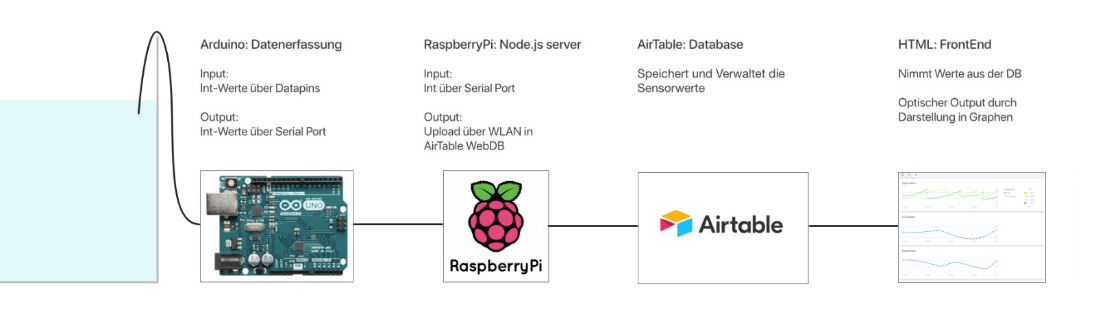 Arduino: Datenerfassung
Input:
Int-Werte über Datapins
Output:
Int-Werte über Serial Port
RaspberryPi: Node.js server
Input:
Int über Serial Port
Output:
Upload über WLAN in
AirTable WebDB
AirTable: Database
Speichert und Verwaltet die
Sensorwerte
HTML: FrontEnd
Nimmt Werte aus der DB
Optischer Output durch
Darstellung in Graphen
UNO
ARDUINO
RaspberryPi
Airtable